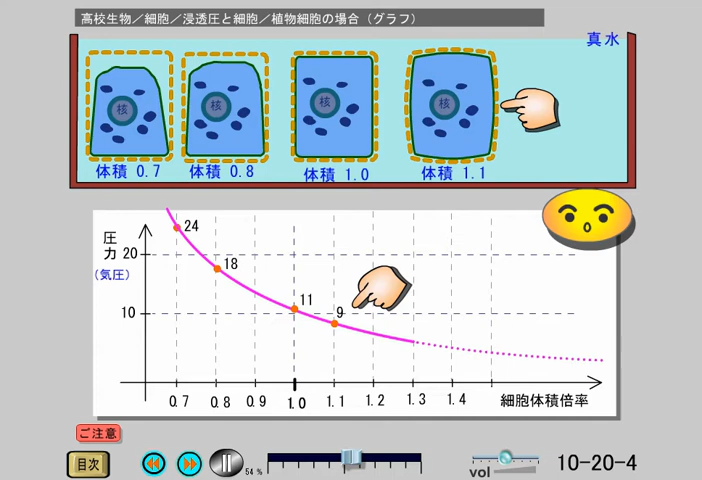 高校生物／細胞／浸透圧と細胞／植物細胞の場合（グラフ）
真水
核
核
核
核
体積 0.7
体積 0.8
体積 1.0
体積 1.1
圧力
(気圧)
20
10
24
18
11
9
0.7 0.8 0.9 1.0 1.1 1.2 1.3 1.4 細胞体積倍率
ご注意
目次
54 %
vol
10-20-4